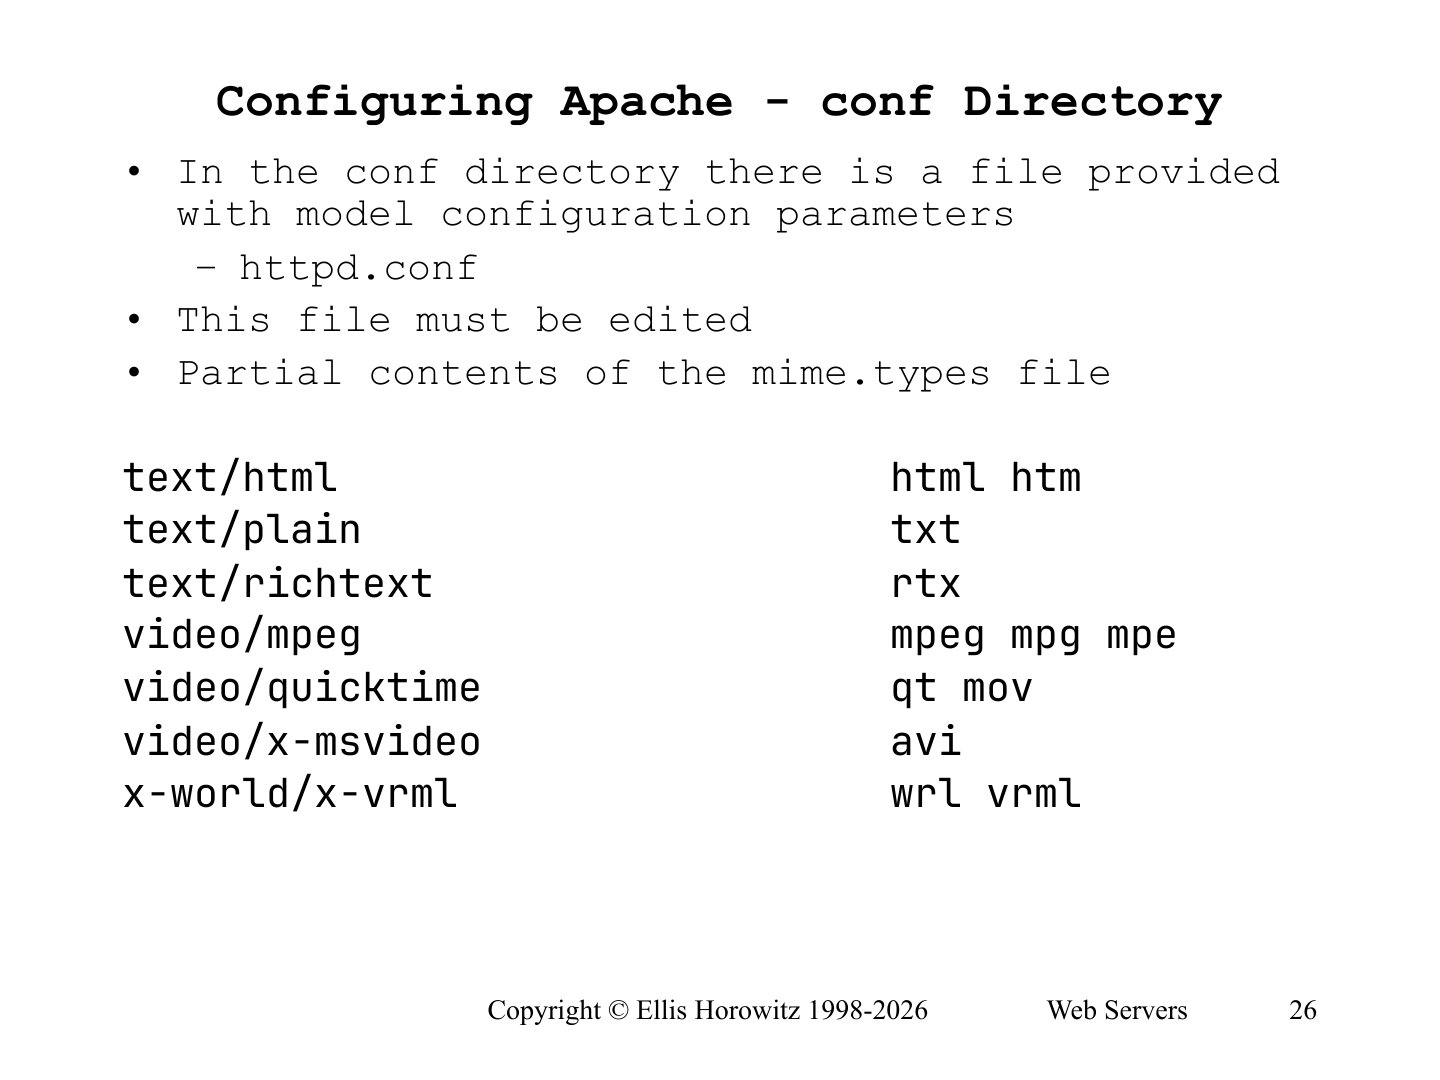 Configuring Apache - conf Directory
• In the conf directory there is a file provided
with model configuration parameters
– httpd.conf
• This file must be edited
• Partial contents of the mime.types file
text/html html htm
text/plain txt
text/richtext rtx
video/mpeg mpeg mpg mpe
video/quicktime qt mov
video/x-msvideo avi
x-world/x-vrml wrl vrml
Copyright © Ellis Horowitz 1998-2026 Web Servers 26